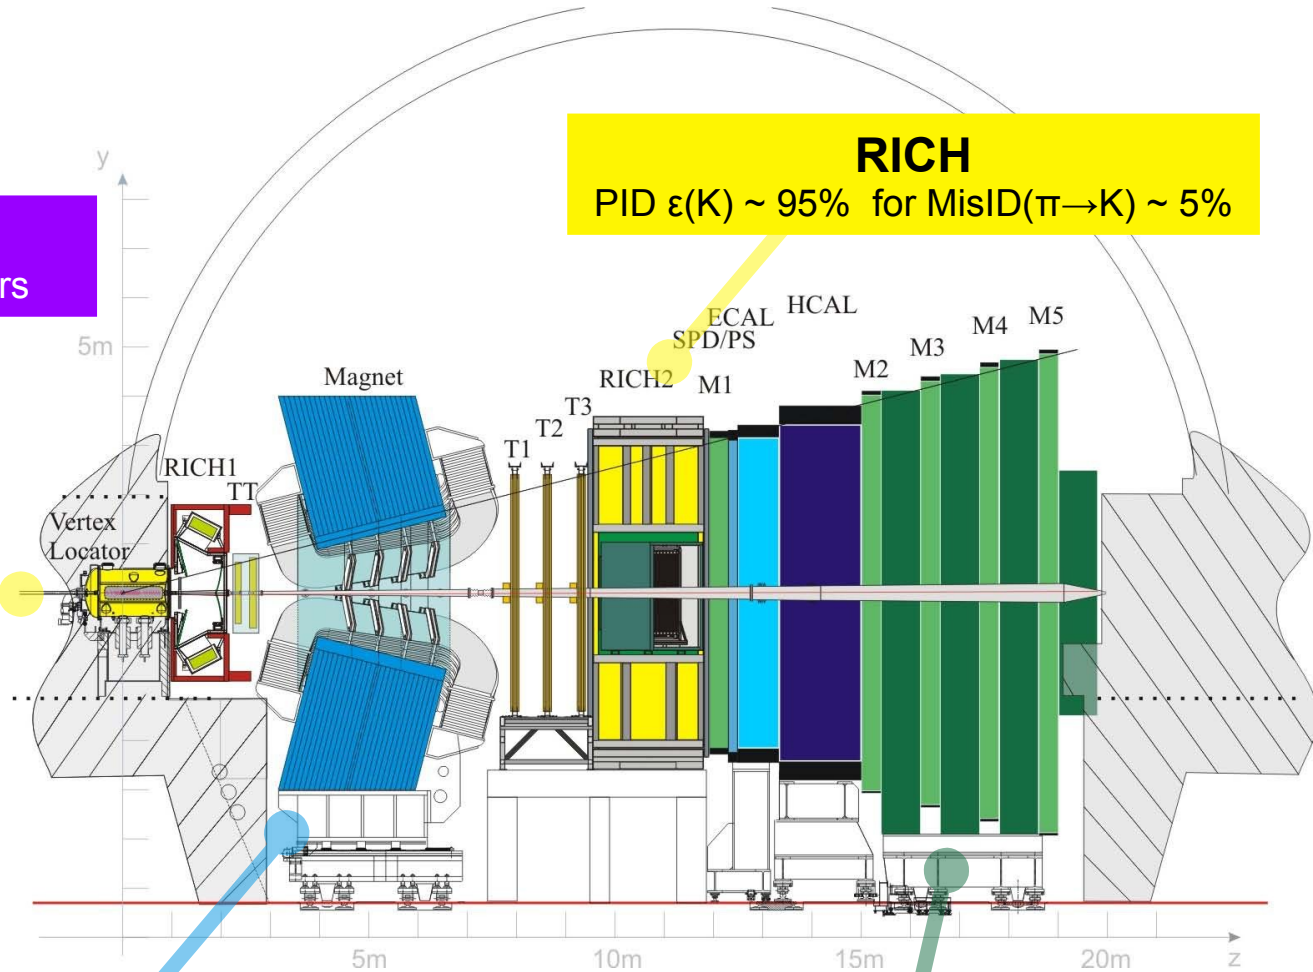 RICH
PID ε(K) ~ 95% for MisID(π→K) ~ 5%
rs
y
5m
Magnet
RICH2
SPD/PS
ECAL
HCAL
M1
M2
M3
M4
M5
T1
T2
T3
RICH1
TT
Vertex
Locator
5m
10m
15m
20m
z